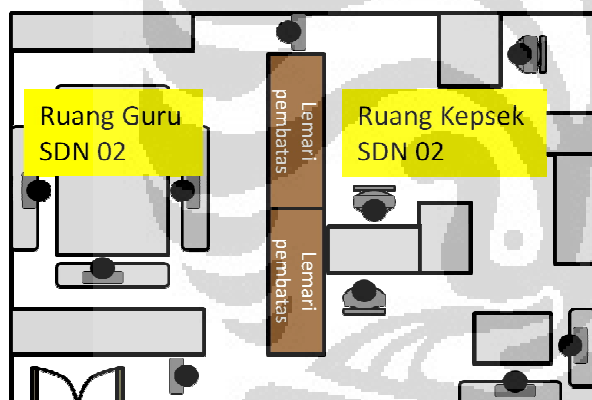 Ruang Guru
SDN 02
Lemari
pembatas
Ruang Kepsek
SDN 02
Lemari
pembatas